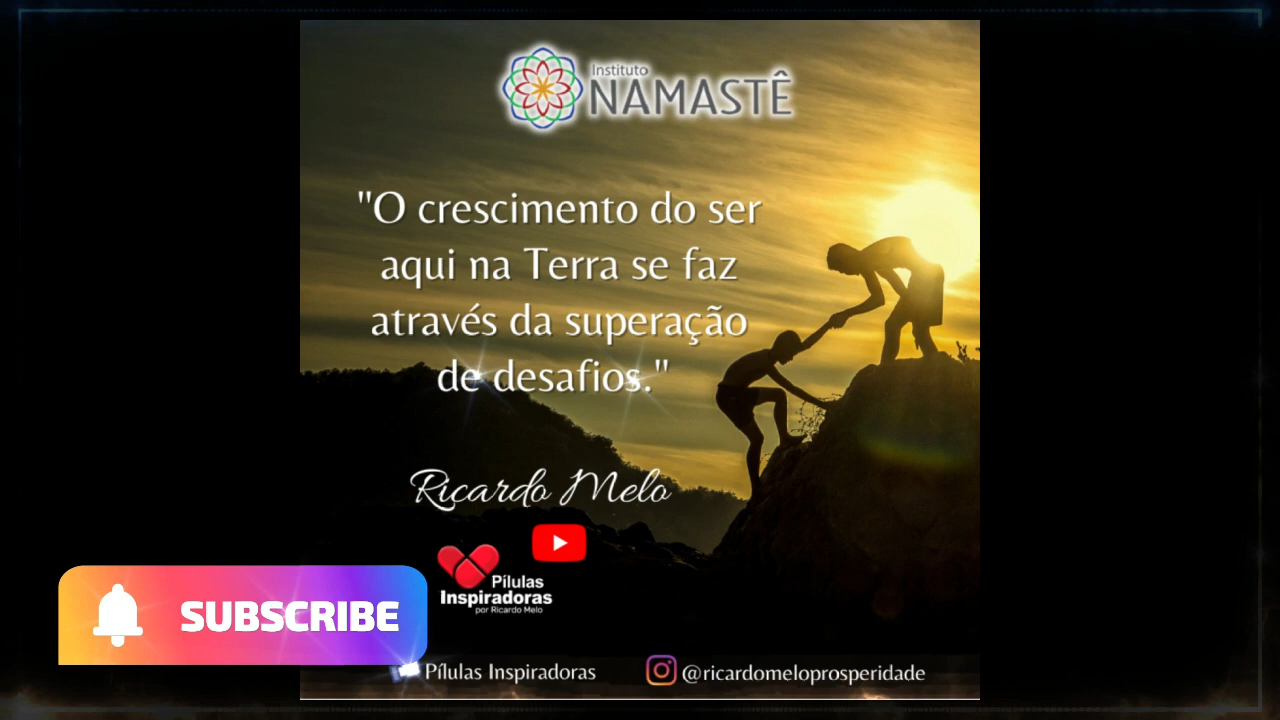 Instituto
NAMASTÊ
"O crescimento do ser
aqui na Terra se faz
através da superação
de desafios."
Ricardo Melo
Pílulas
Inspiradoras
por Ricardo Melo
SUBSCRIBE
Pílulas Inspiradoras
@ricardomeloprosperidade